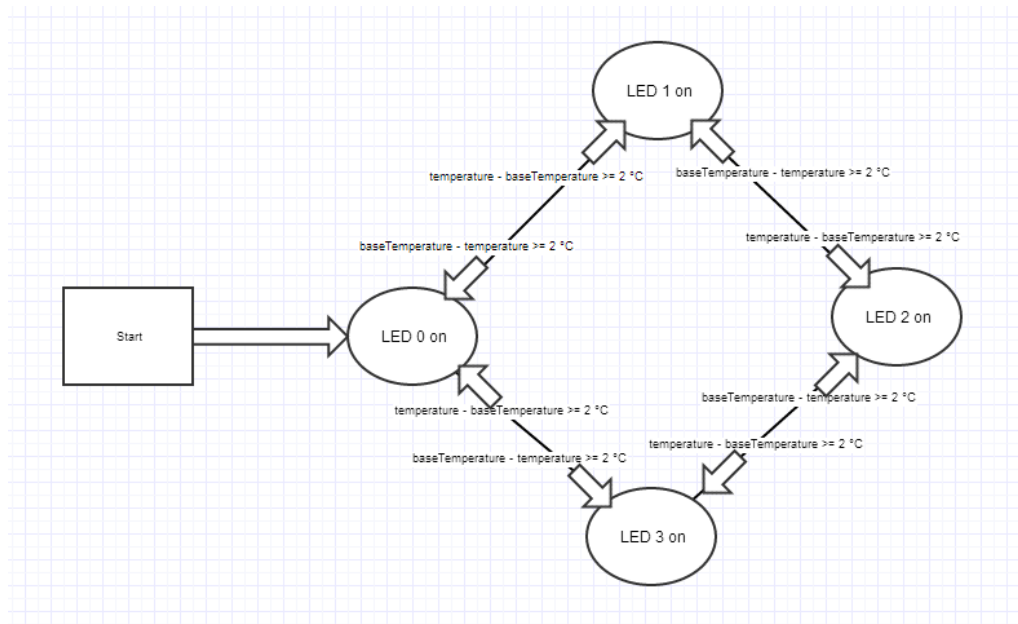 LED 1 on
temperature - baseTemperature >= 2 °C
baseTemperature - temperature >= 2 °C
temperature - baseTemperature >= 2 °C
baseTemperature - temperature >= 2 °C
LED 2 on
Start
LED 0 on
baseTemperature - temperature >= 2 °C
temperature - baseTemperature >= 2 °C
temperature - baseTemperature >= 2 °C
baseTemperature - temperature >= 2 °C
LED 3 on